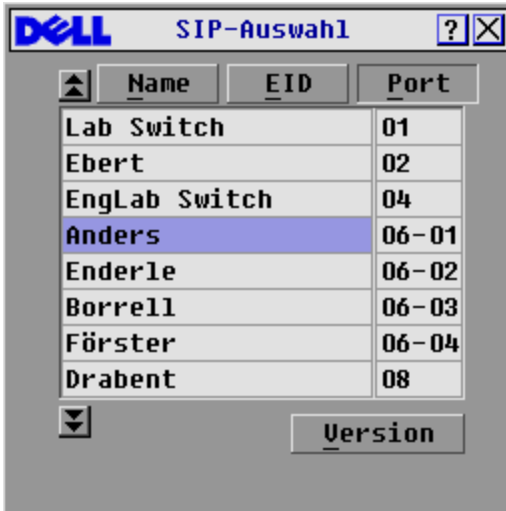 DELL SIP-Auswahl ? X
Name EID Port
Lab Switch 01
Ebert 02
EngLab Switch 04
Anders 06-01
Enderle 06-02
Borrell 06-03
Förster 06-04
Drabent 08
Version